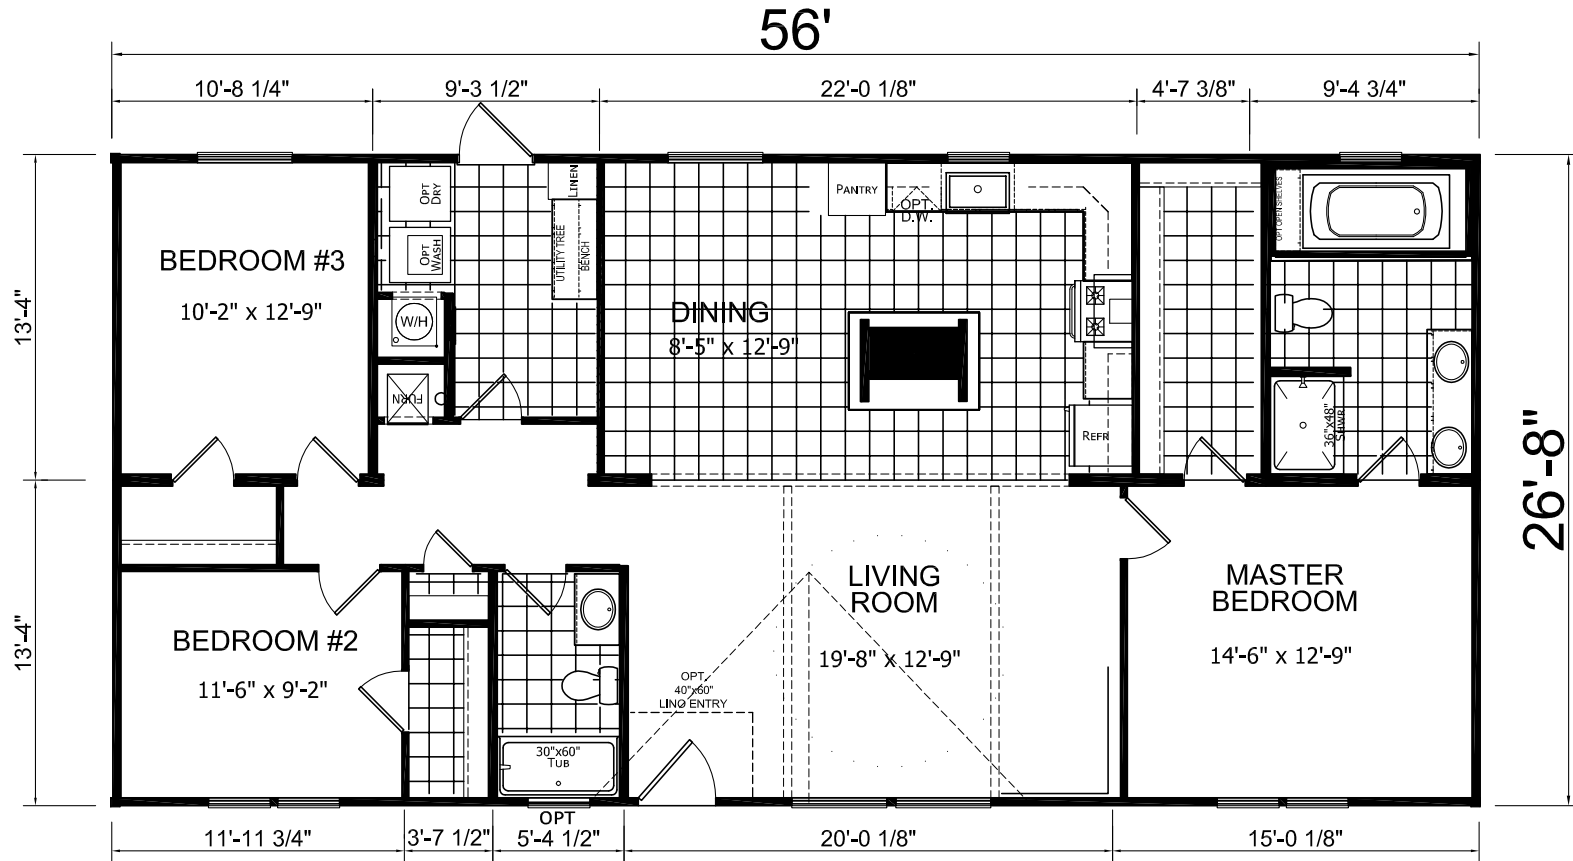 56'
10'-8 1/4"
9'-3 1/2"
22'-0 1/8"
4'-7 3/8"
9'-4 3/4"
13'-4"
13'-4"
26'-8"
BEDROOM #3
10'-2" x 12'-9"
OPT
DRY
OPT
WASH
W/H
FURN
LINEN
UTILITY TREE
BENCH
DINING
8'-5" x 12'-9"
PANTRY
OPT.
D.W.
REFR
OPT OPEN SHELVES
36"x48"
SHWR
BEDROOM #2
11'-6" x 9'-2"
30"x60"
TUB
OPT
OPT.
40"x60"
LINO ENTRY
LIVING
ROOM
19'-8" x 12'-9"
MASTER
BEDROOM
14'-6" x 12'-9"
11'-11 3/4"
3'-7 1/2"
5'-4 1/2"
20'-0 1/8"
15'-0 1/8"